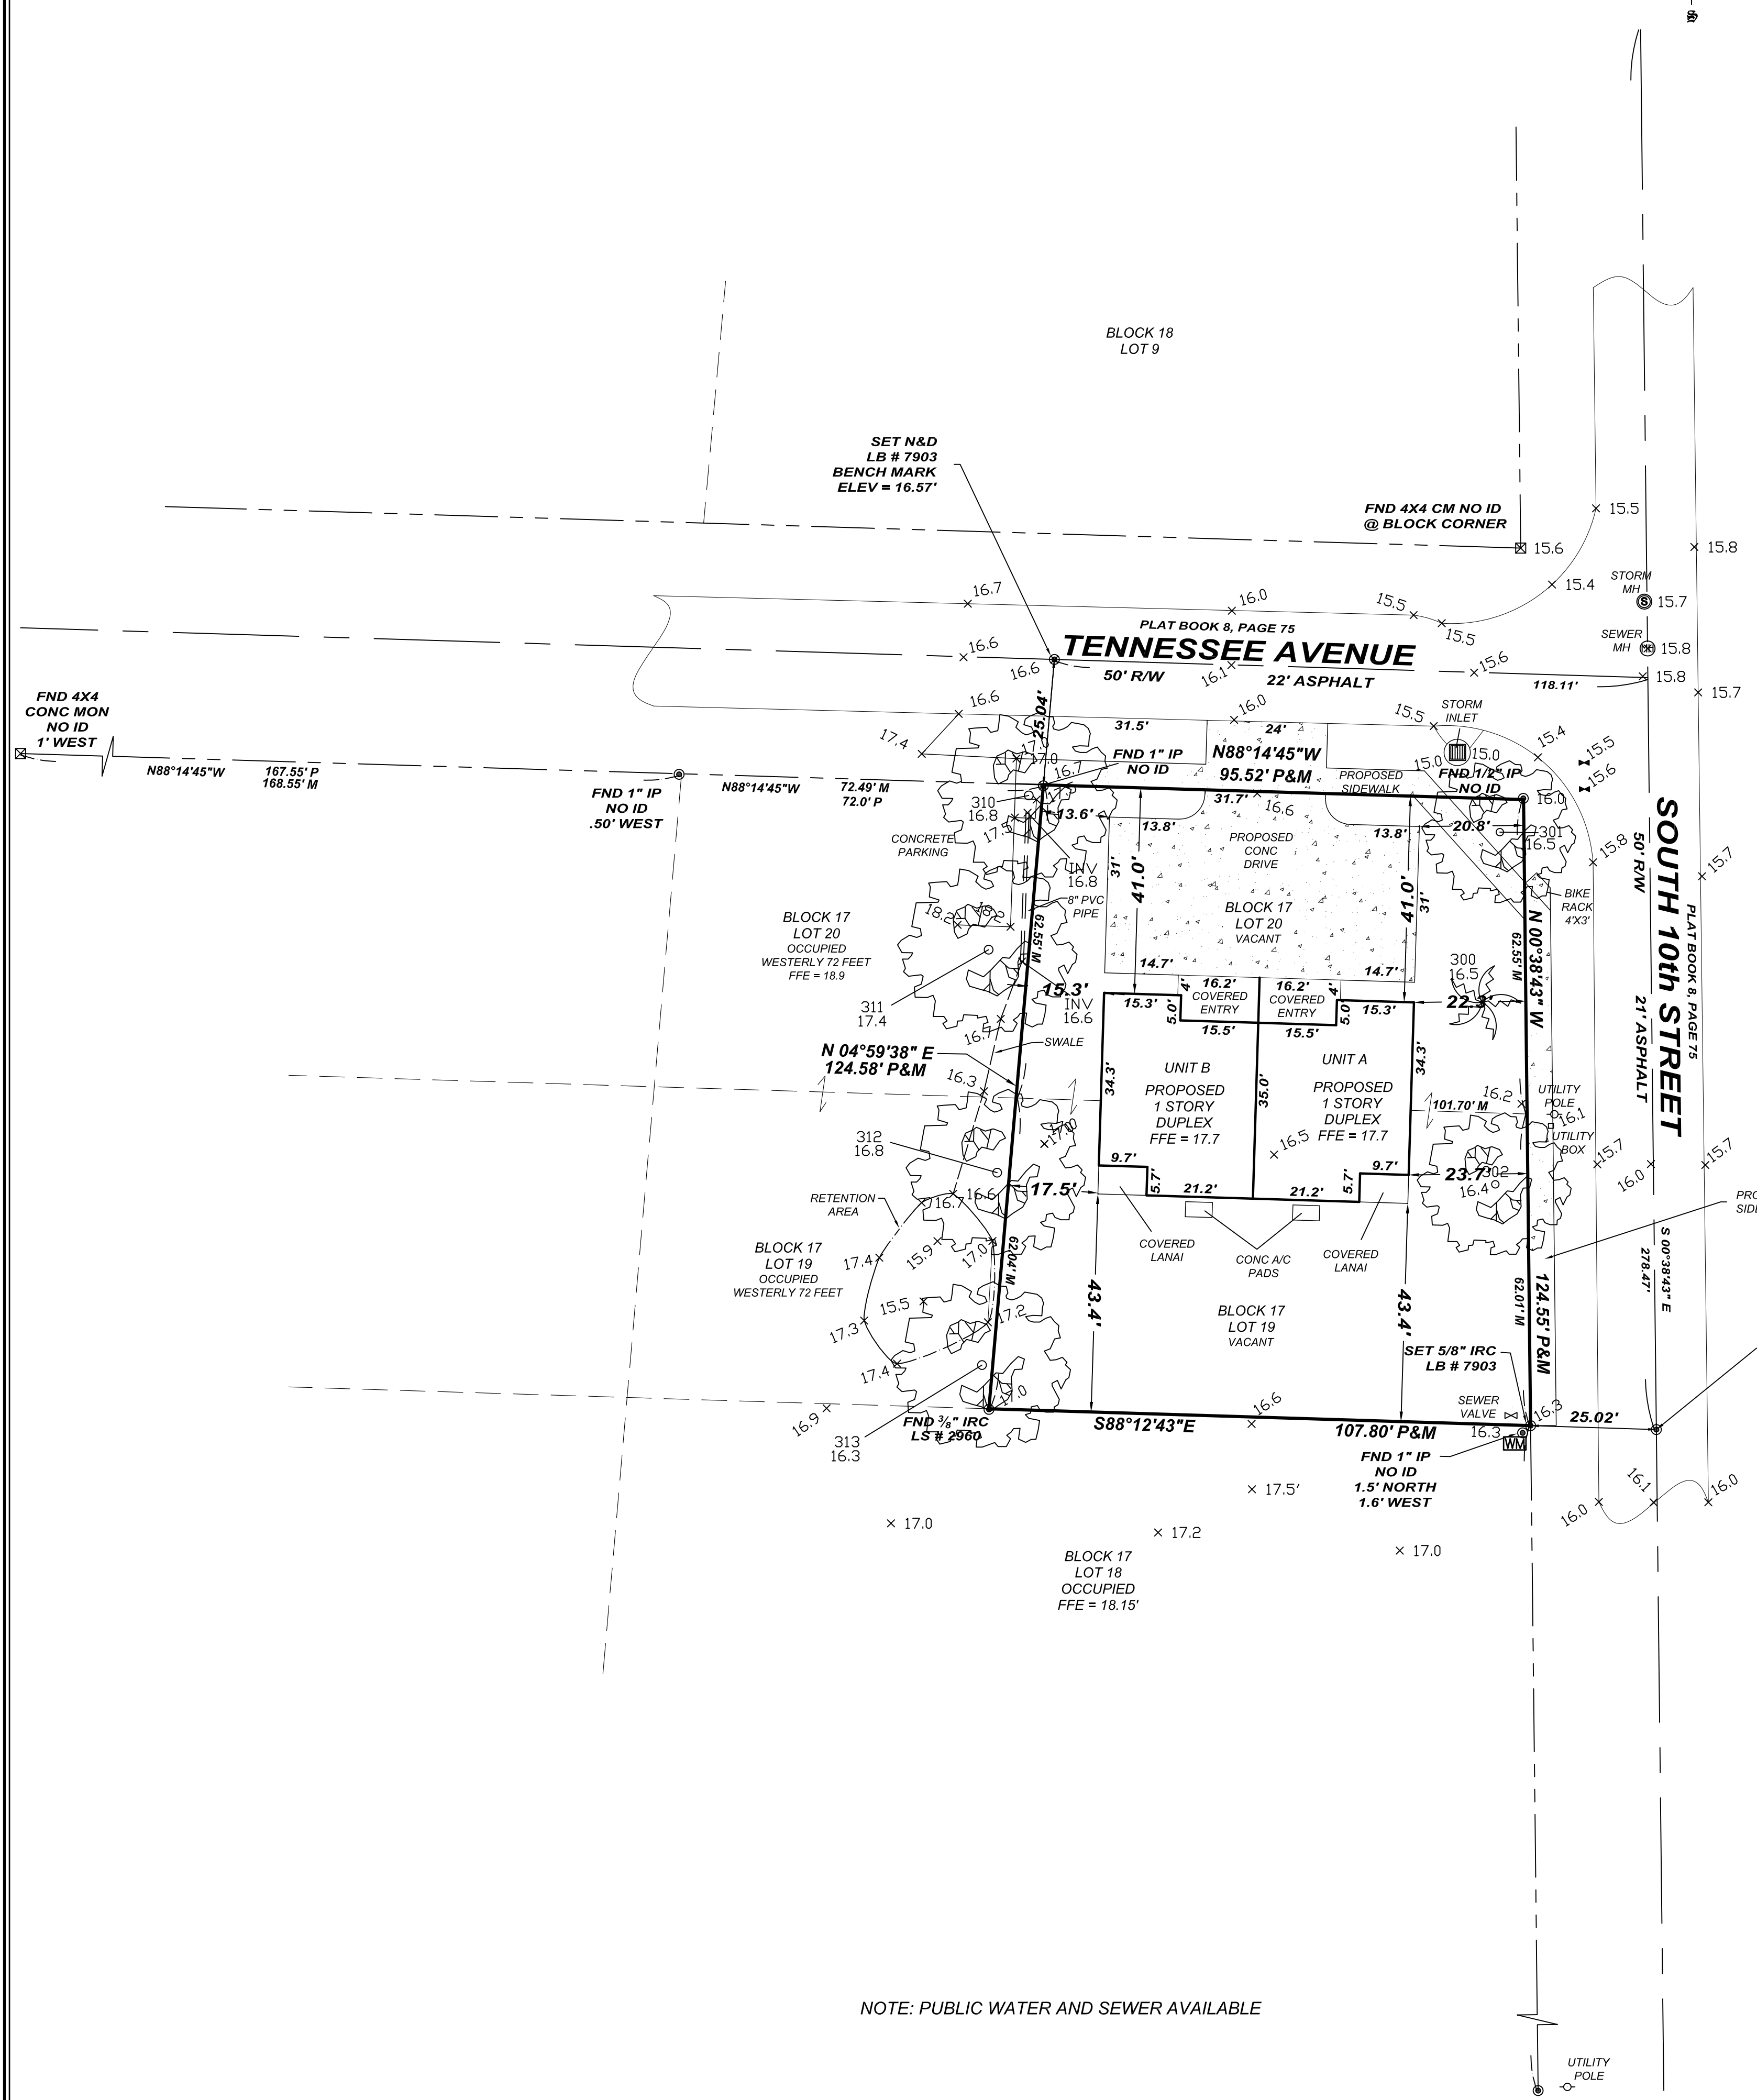 BLOCK 18
LOT 9
SET N&D
LB # 7903
BENCH MARK
ELEV = 16.57'
FND 4X4 CM NO ID
@ BLOCK CORNER
15.5
15.6
15.8
15.4
STORM
MH
S 15.7
SEWER
MH
15.8
16.7
16.0
15.5
15.5
PLAT BOOK 8, PAGE 75
TENNESSEE AVENUE
50' R/W
22' ASPHALT
16.6
16.6
16.1
15.6
118.11'
15.8
15.7
FND 4X4
CONC MON
NO ID
1' WEST
N88°14'45"W
167.55' P
168.55' M
FND 1" IP
NO ID
.50' WEST
N88°14'45"W
72.49' M
72.0' P
16.6
17.4
25.04'
17.0
16.7
31.5'
16.0
24'
15.5
STORM
INLET
15.0
15.0
15.4
15.5
15.6
FND 1" IP
NO ID
N88°14'45"W
95.52' P&M
PROPOSED
SIDEWALK
FND 1/2" IP
NO ID
16.0
310
16.8
17.5
13.6'
31.7'
16.6
13.8'
13.8'
20.8'
301
16.5
15.8
15.7
CONCRETE
PARKING
PROPOSED
CONC
DRIVE
INV
16.8
8" PVC
PIPE
31'
41.0'
41.0'
31'
BIKE
RACK
4'X3'
SOUTH 10th STREET
50' R/W
21' ASPHALT
PLAT BOOK 8, PAGE 75
18.2
18.2
BLOCK 17
LOT 20
OCCUPIED
WESTERLY 72 FEET
FFE = 18.9
62.55' M
BLOCK 17
LOT 20
VACANT
62.55' M
N 00°38'43" W
311
17.4
15.3'
INV
16.6
14.7'
14.7'
16.2'
16.2'
4'
4'
COVERED
ENTRY
COVERED
ENTRY
300
16.5
22.3'
15.3'
15.3'
5.0'
5.0'
15.5'
15.5'
16.7
SWALE
N 04°59'38" E
124.58' P&M
16.3
UNIT B
PROPOSED
1 STORY
DUPLEX
FFE = 17.7
34.3'
35.0'
UNIT A
PROPOSED
1 STORY
DUPLEX
FFE = 17.7
34.3'
101.70' M
16.2
UTILITY
POLE
16.1
UTILITY
BOX
312
16.8
17.0
16.5
15.7
16.0
15.7
9.7'
9.7'
5.7'
5.7'
21.2'
21.2'
23.7'
302
16.4
17.5'
RETENTION
AREA
16.7
16.6
COVERED
LANAI
CONC A/C
PADS
COVERED
LANAI
BLOCK 17
LOT 19
OCCUPIED
WESTERLY 72 FEET
17.4
15.9
17.0
62.04' M
15.5
17.2
17.3
17.4
43.4'
43.4'
BLOCK 17
LOT 19
VACANT
62.01' M
124.55' P&M
S 00°38'43" E
278.47'
SET 5/8" IRC
LB # 7903
SEWER
VALVE
16.3
16.3
25.02'
WM
16.9
17.0
FND 3/8" IRC
LS # 2960
313
16.3
S88°12'43"E
16.6
107.80' P&M
FND 1" IP
NO ID
1.5' NORTH
1.6' WEST
17.5'
17.0
17.2
17.0
16.0
16.1
16.0
BLOCK 17
LOT 18
OCCUPIED
FFE = 18.15'
NOTE: PUBLIC WATER AND SEWER AVAILABLE
UTILITY
POLE